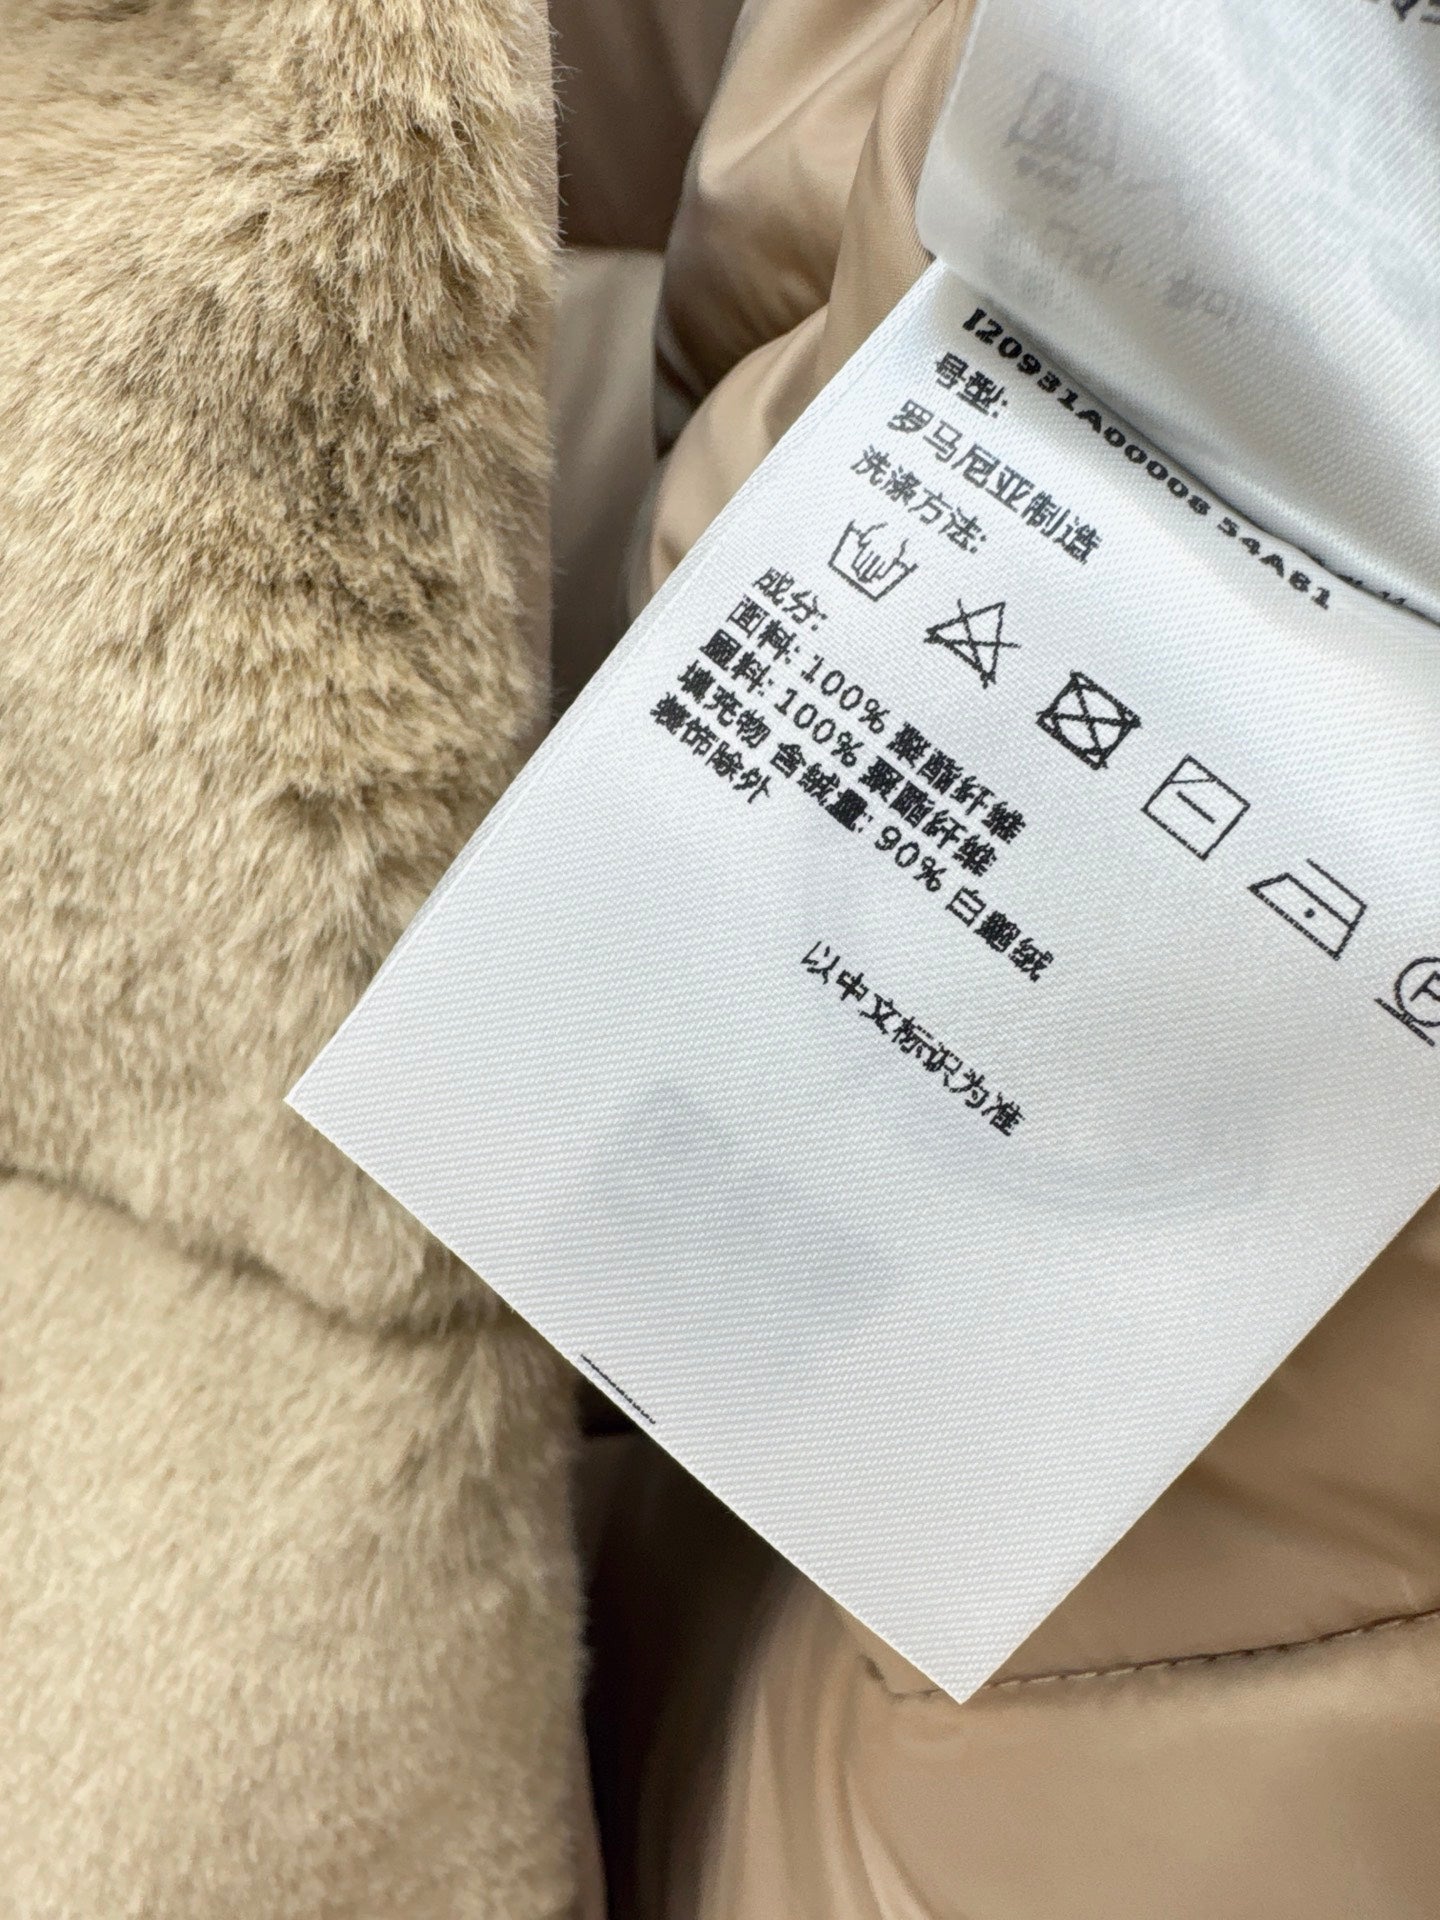 I20931A00008 54A81
号型:
罗马尼亚制造
洗涤方法:
P
成分:
面料: 100% 聚酯纤维
里料: 100% 聚酯纤维
填充物 含绒量: 90% 白鹅绒
装饰除外
以中文标识为准